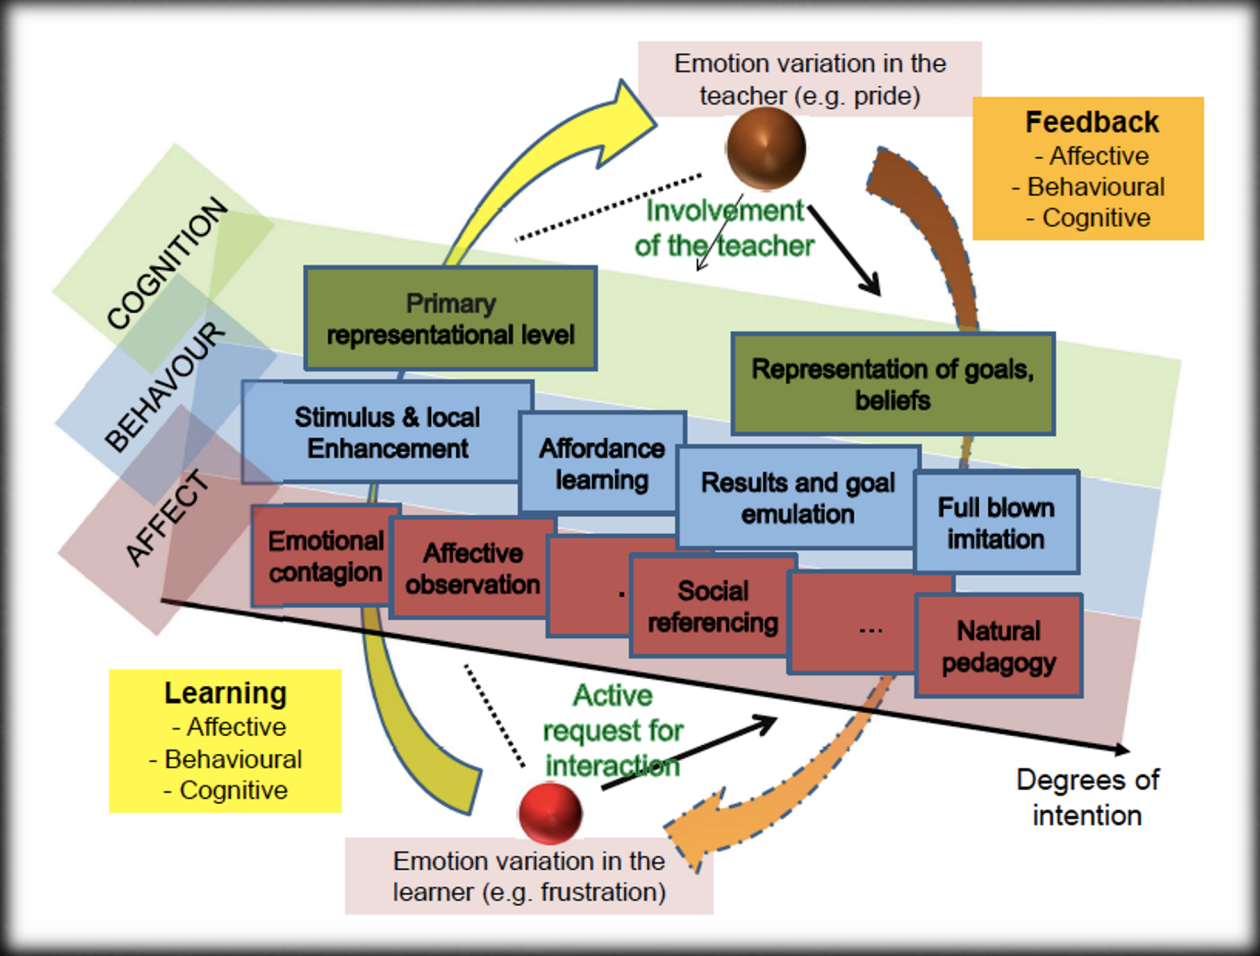 Emotion variation in the
teacher (e.g. pride)
Feedback
- Affective
- Behavioural
- Cognitive
Involvement
of the teacher
COGNITION
BEHAVOUR
AFFECT
Primary
representational level
Representation of goals,
beliefs
Stimulus & local
Enhancement
Affordance
learning
Results and goal
emulation
Full blown
imitation
Emotional
contagion
Affective
observation
.
Social
referencing
...
Natural
pedagogy
Learning
- Affective
- Behavioural
- Cognitive
Active
request for
interaction
Degrees of
intention
Emotion variation in the
learner (e.g. frustration)